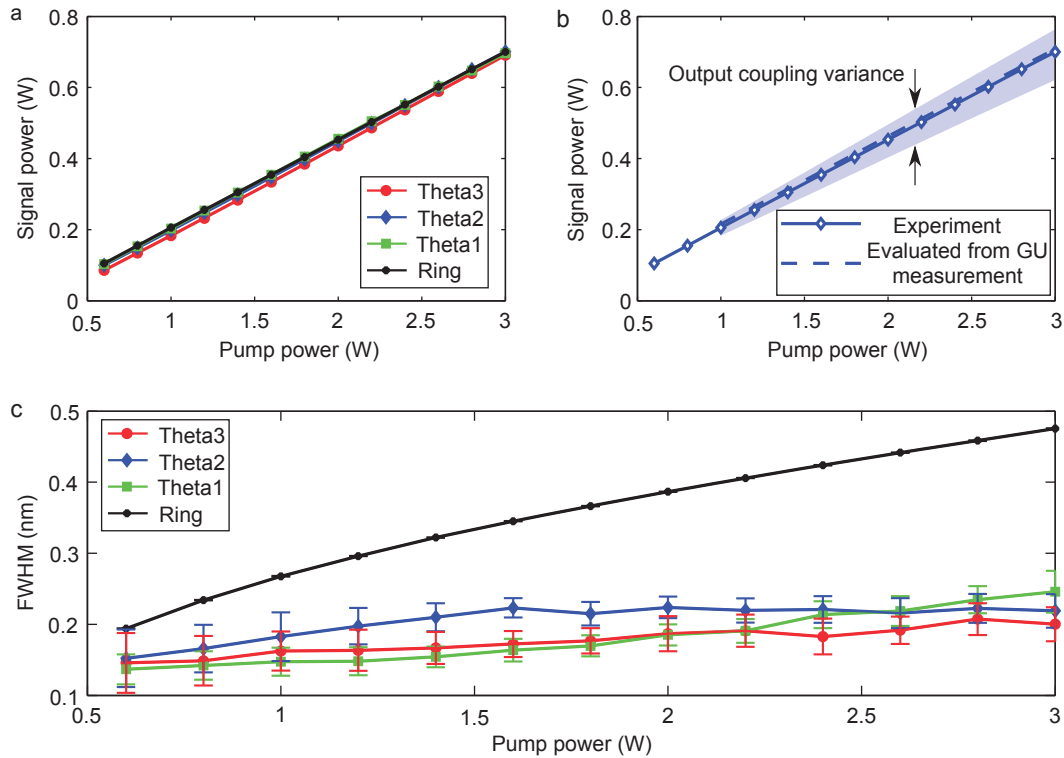 a
Signal power (W)
0.8
0.6
0.4
0.2
0
0.5
1
1.5
2
2.5
3
Pump power (W)
Theta3
Theta2
Theta1
Ring
b
Signal power (W)
0.8
0.6
0.4
0.2
0
0.5
1
1.5
2
2.5
3
Pump power (W)
Output coupling variance
Experiment
Evaluated from GU
measurement
c
FWHM (nm)
0.5
0.4
0.3
0.2
0.1
0.5
1
1.5
2
2.5
3
Pump power (W)
Theta3
Theta2
Theta1
Ring